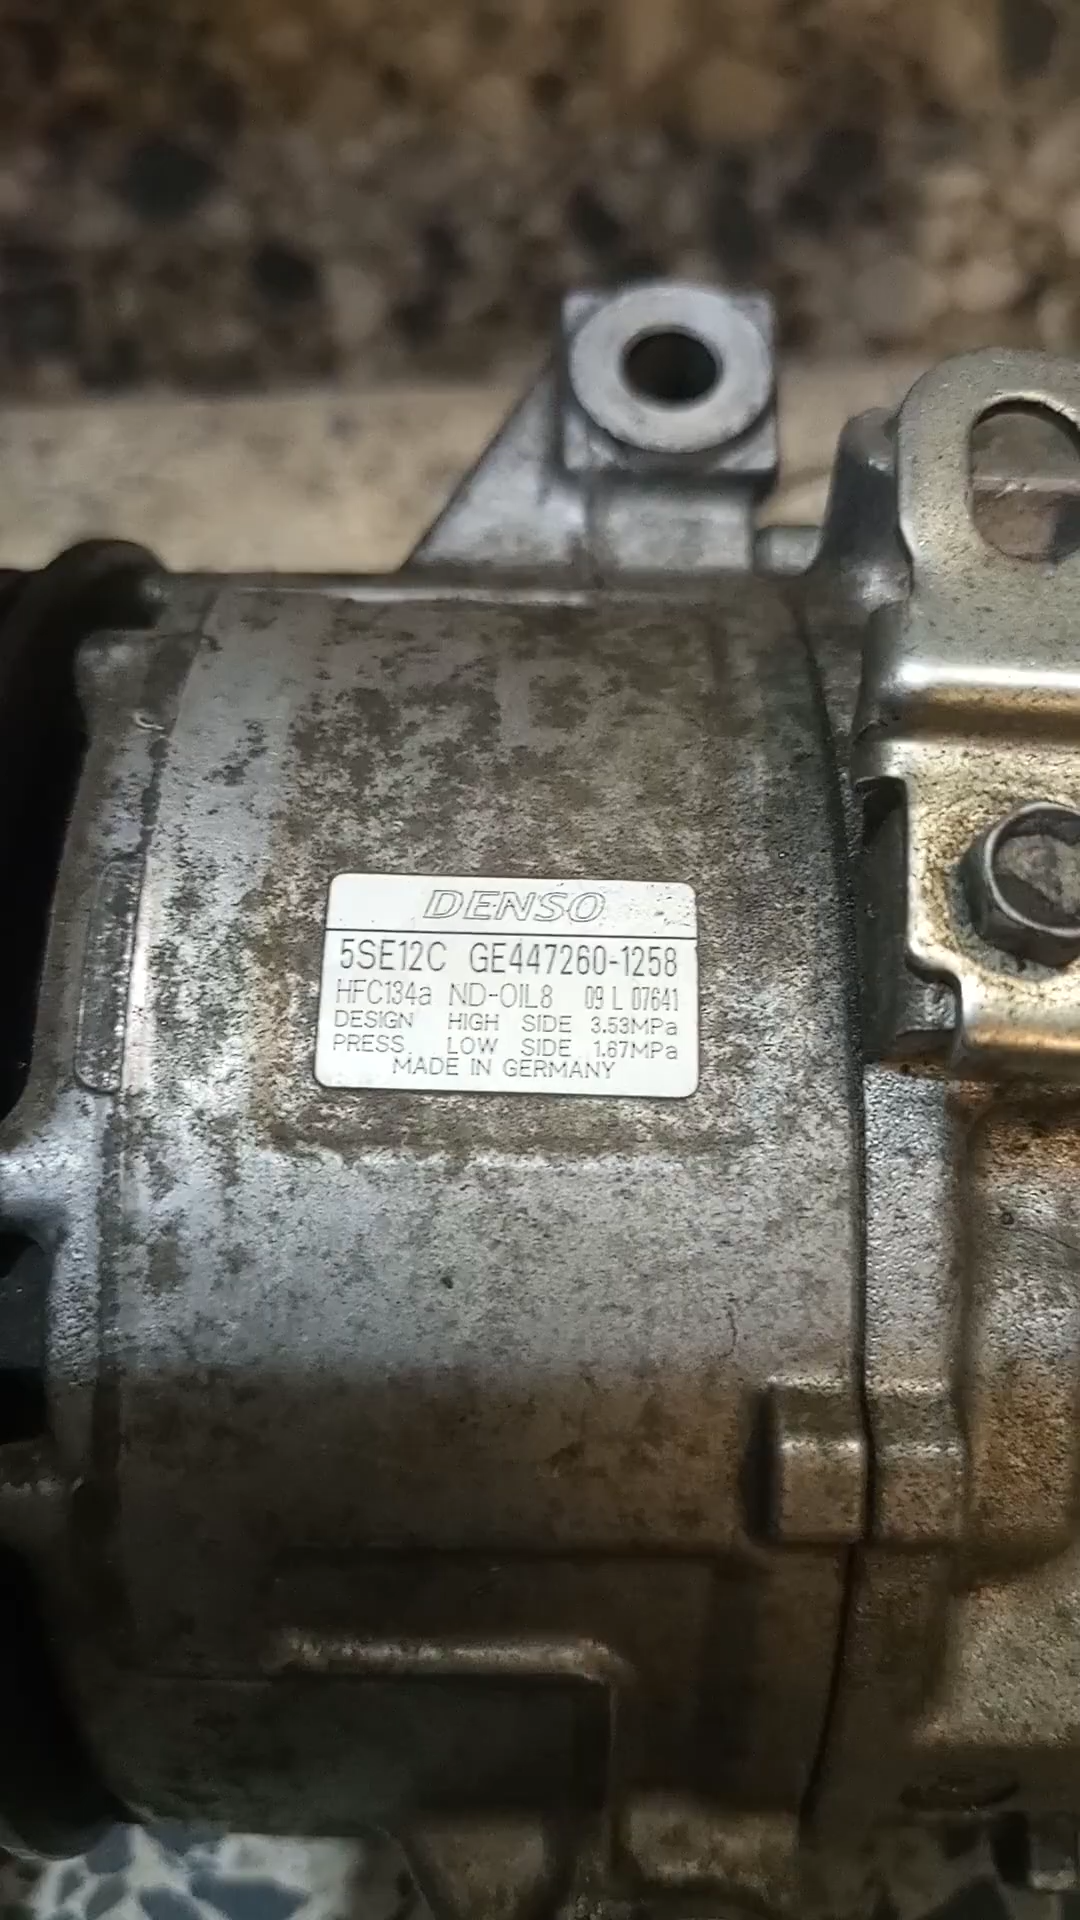 DENSO
5SE12C GE447260-1258
HFC134a ND-OIL8 09 L 07641
DESIGN HIGH SIDE 3.53MPa
PRESS. LOW SIDE 1.67MPa
MADE IN GERMANY